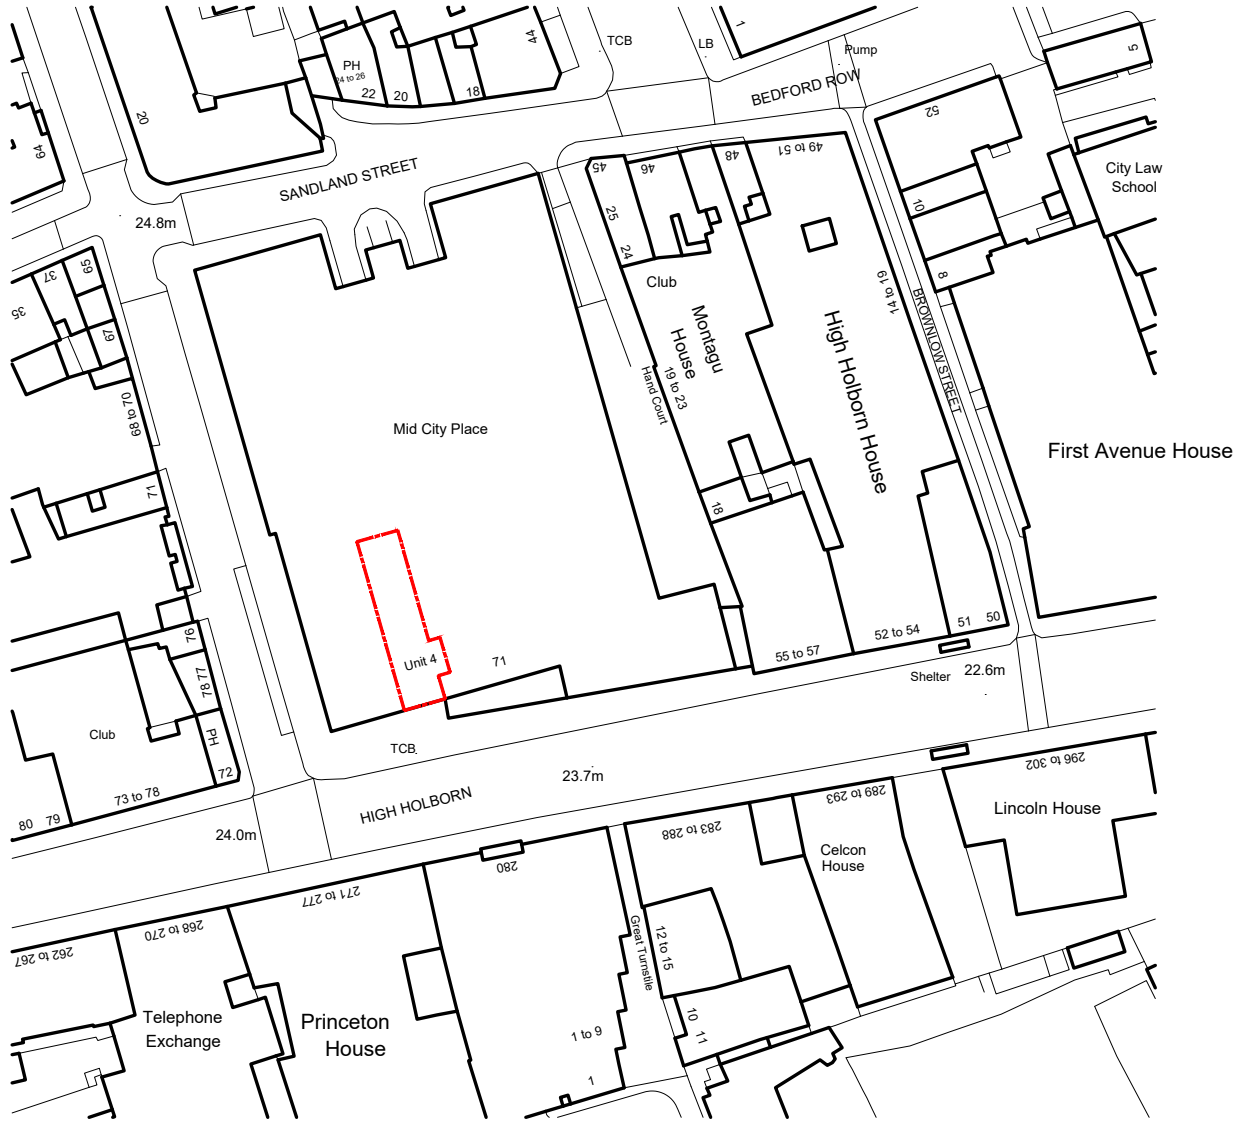 TCB
LB
1
Pump
5
44
PH
24 to 26
22
20
18
BEDFORD ROW
52
20
64
SANDLAND STREET
45
46
48
49 to 51
City Law
School
10
25
24
24.8m
8
65
37
35
67
Club
14 to 19
Montagu
House
19 to 23
High Holborn House
BROWNLOW STREET
Hand Court
68 to 70
Mid City Place
First Avenue House
71
18
76
78 77
Unit 4
71
55 to 57
52 to 54
51
50
Shelter
22.6m
Club
PH
72
TCB
73 to 78
80
79
23.7m
HIGH HOLBORN
24.0m
296 to 302
289 to 293
283 to 288
Lincoln House
Celcon
House
280
271 to 277
268 to 270
262 to 267
Great Turnstile
12 to 15
10
11
Telephone
Exchange
Princeton
House
1 to 9
1